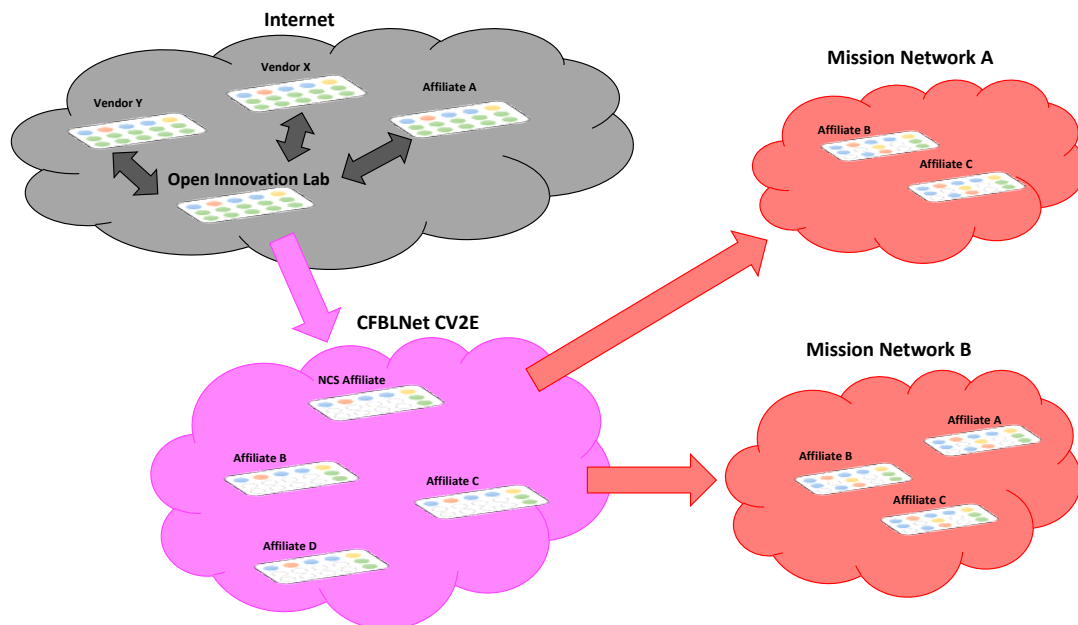 Internet
Vendor X
Vendor Y
Affiliate A
Open Innovation Lab
Mission Network A
Affiliate B
Affiliate C
CFBLNet CV2E
NCS Affiliate
Affiliate B
Affiliate C
Affiliate D
Mission Network B
Affiliate A
Affiliate B
Affiliate C